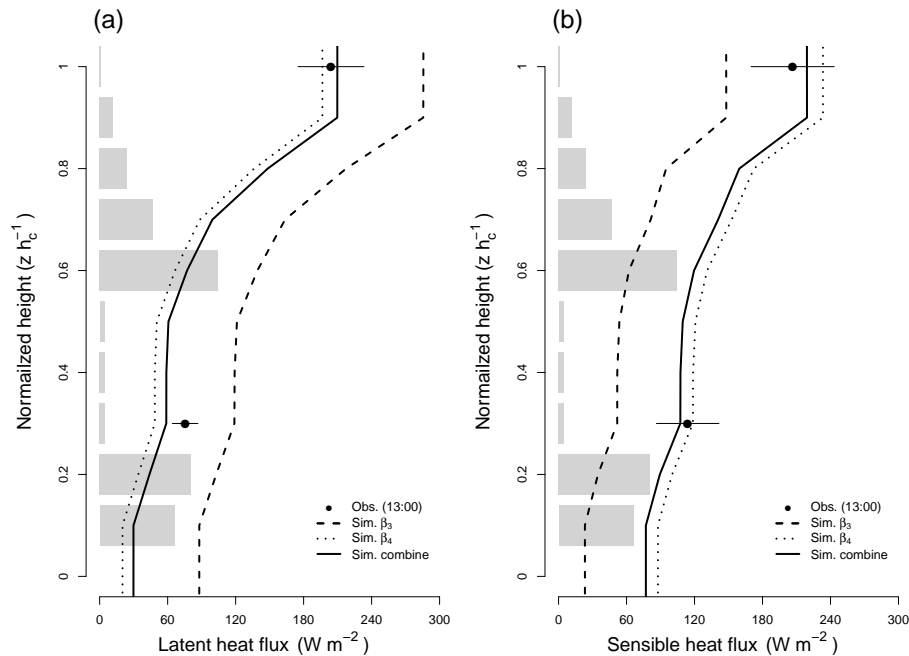 (a)
Normailzed height (z h_c^-1)
1
0.8
0.6
0.4
0.2
0
Obs. (13:00)
Sim. β3
Sim. β4
Sim. combine
0 60 120 180 240 300
Latent heat flux (W m^-2)
(b)
Normailzed height (z h_c^-1)
1
0.8
0.6
0.4
0.2
0
Obs. (13:00)
Sim. β3
Sim. β4
Sim. combine
0 60 120 180 240 300
Sensible heat flux (W m^-2)